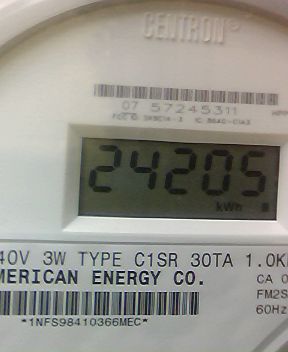 CENTRON®
07 57245311
24205
kWh
40V 3W TYPE C1SR 30TA 1.0K
MERICAN ENERGY CO.
CA 0
FM2S
60Hz
*1NFS98410366MEC*